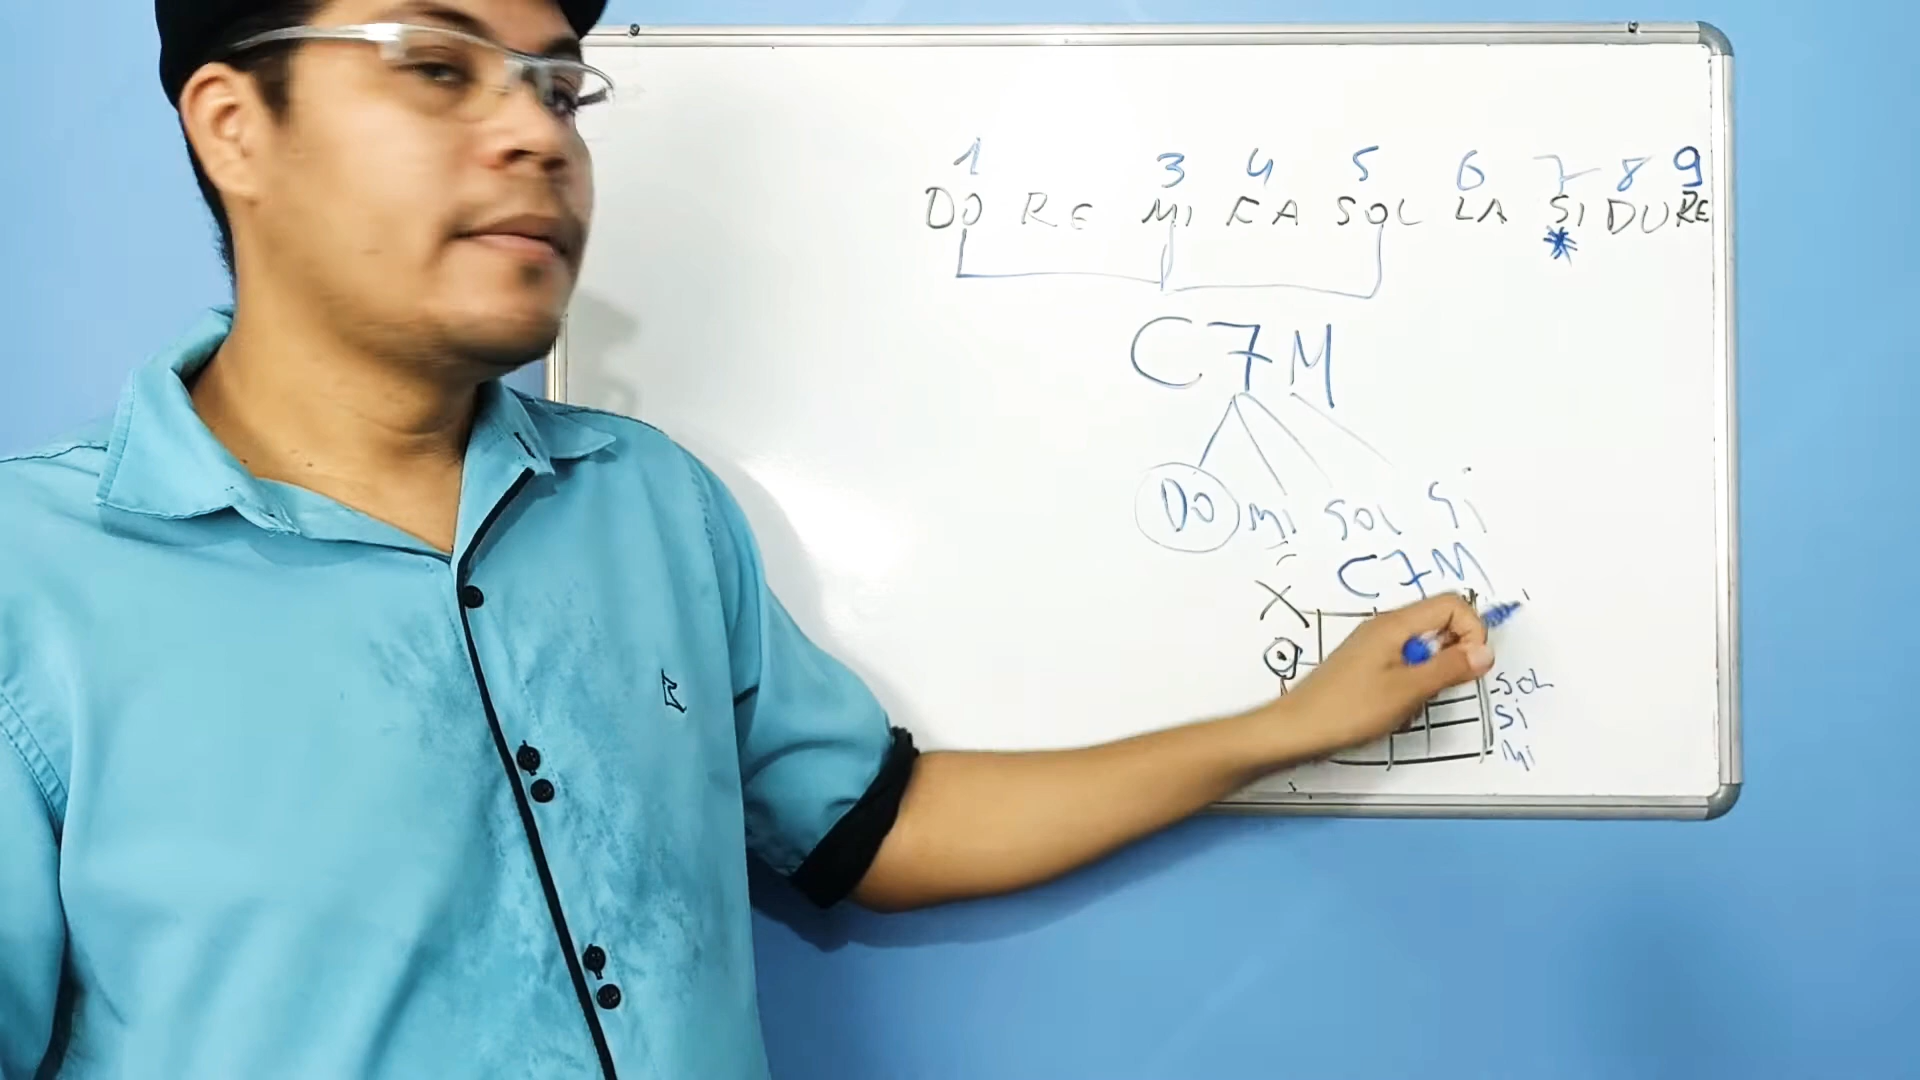 1 3 4 5 6 7 8 9
DO RE MI FA SOL LA SI DO RE
C7M
DO MI SOL Si
C7M
X
SOL
Si
Mi